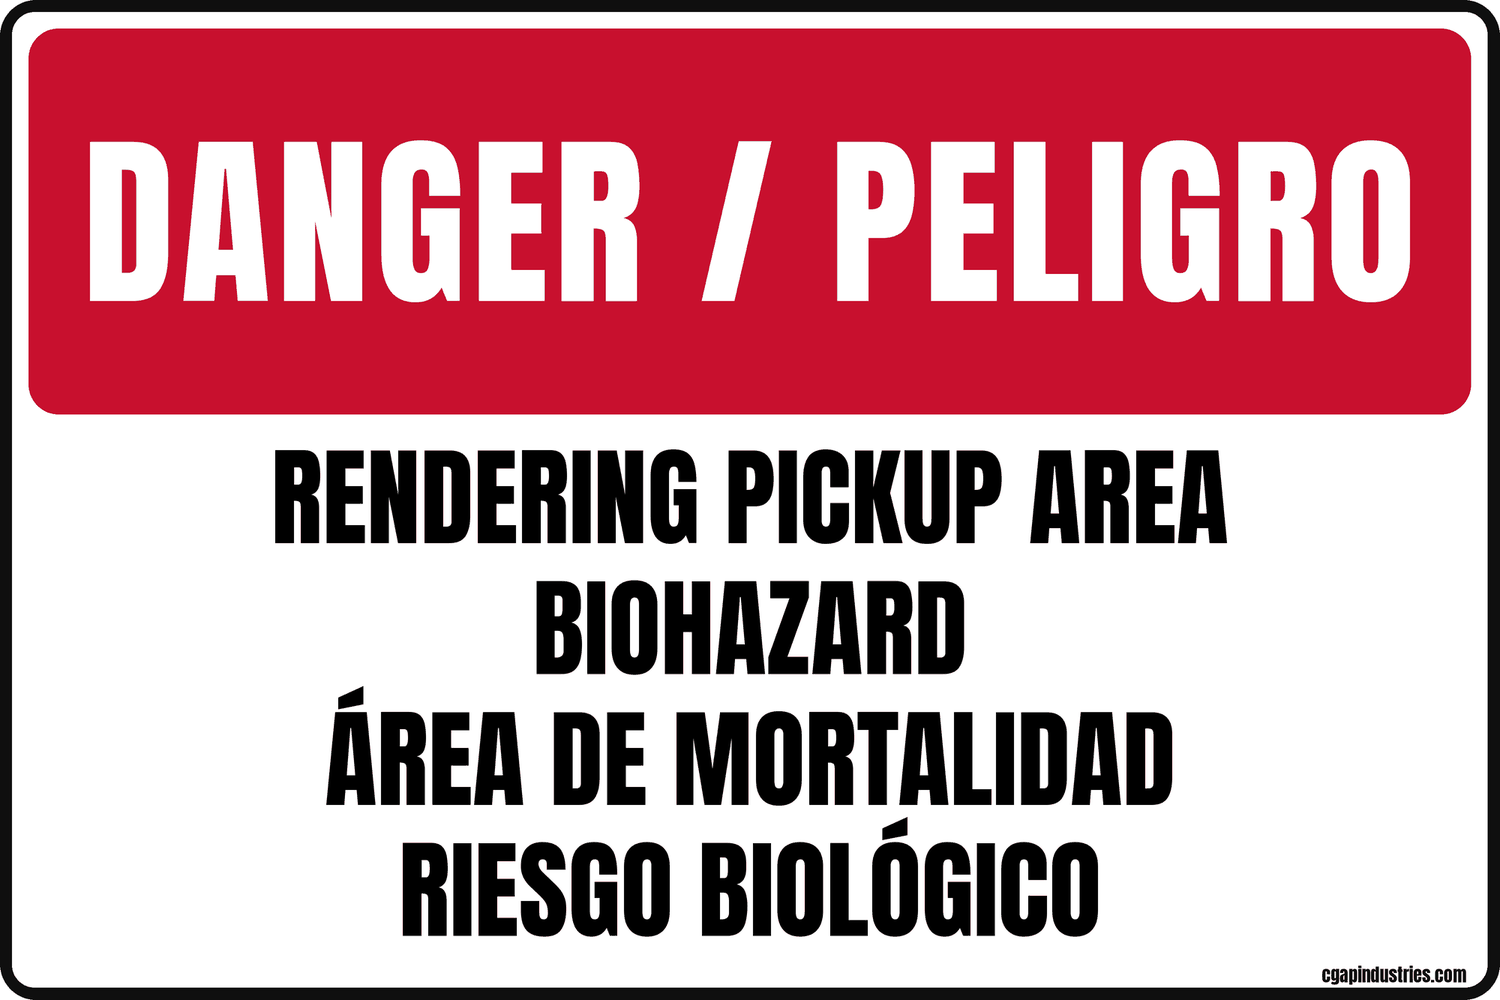 DANGER / PELIGRO
RENDERING PICKUP AREA
BIOHAZARD
ÁREA DE MORTALIDAD
RIESGO BIOLÓGICO
cgapindustries.com